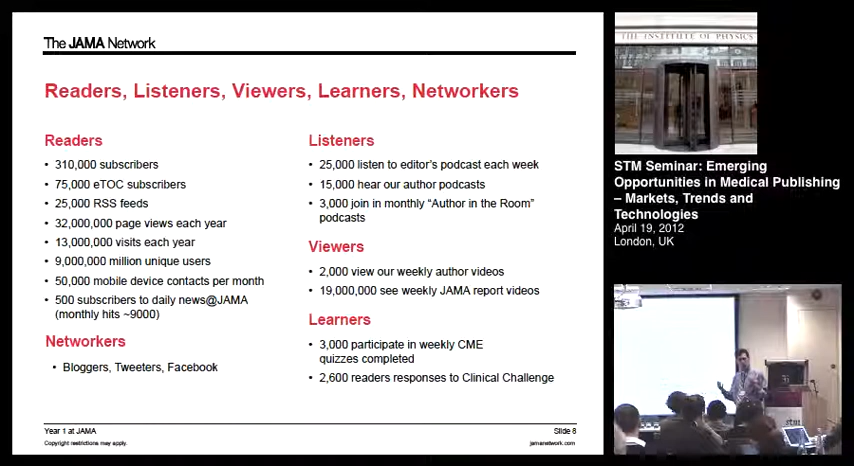 The JAMA Network
Readers, Listeners, Viewers, Learners, Networkers
Readers
• 310,000 subscribers
• 75,000 eTOC subscribers
• 25,000 RSS feeds
• 32,000,000 page views each year
• 13,000,000 visits each year
• 9,000,000 million unique users
• 50,000 mobile device contacts per month
• 500 subscribers to daily news@JAMA
(monthly hits ~9000)
Networkers
• Bloggers, Tweeters, Facebook
Listeners
• 25,000 listen to editor's podcast each week
• 15,000 hear our author podcasts
• 3,000 join in monthly “Author in the Room”
podcasts
Viewers
• 2,000 view our weekly author videos
• 19,000,000 see weekly JAMA report videos
Learners
• 3,000 participate in weekly CME
quizzes completed
• 2,600 readers responses to Clinical Challenge
Year 1 at JAMA
Slide 8
Copyright restrictions may apply.
jamanetwork.com
THE INSTITUTE OF PHYSICS
STM Seminar: Emerging
Opportunities in Medical Publishing
– Markets, Trends and
Technologies
April 19, 2012
London, UK
stm